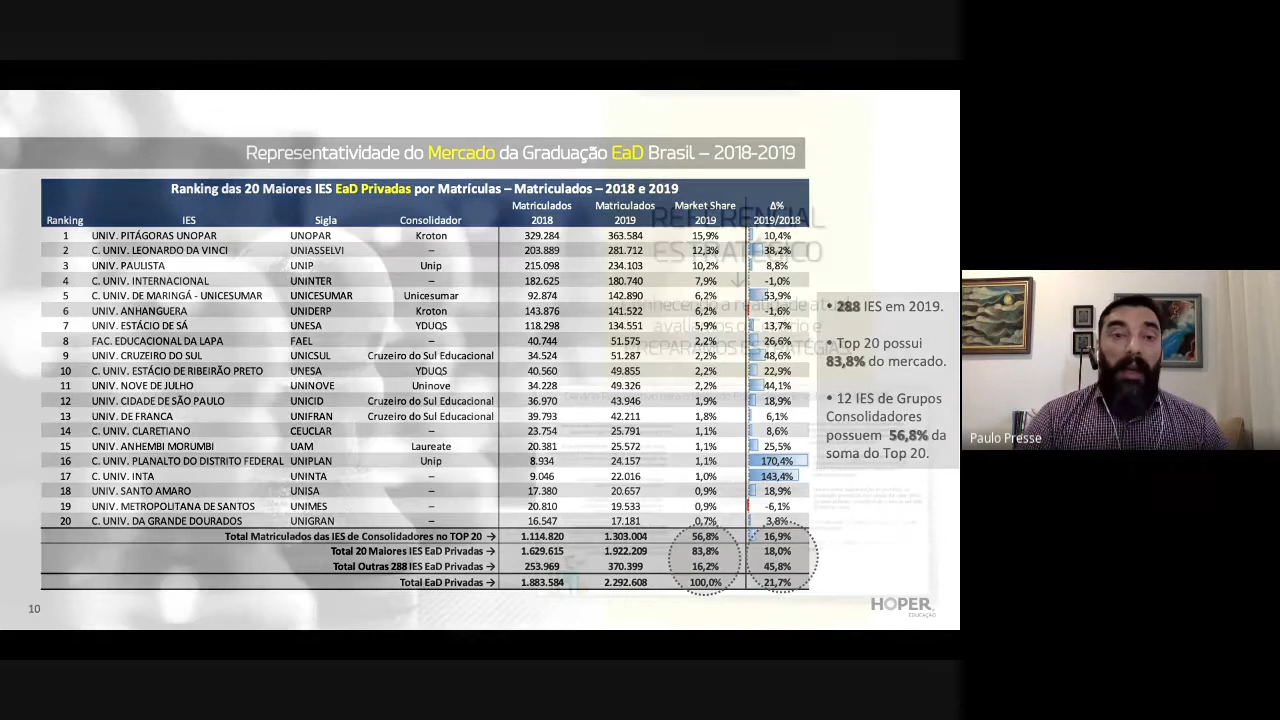 Representatividade do Mercado da Graduação EaD Brasil – 2018-2019
Ranking das 20 Maiores IES EaD Privadas por Matrículas – Matriculados – 2018 e 2019
Ranking IES Sigla Consolidador Matriculados 2018 Matriculados 2019 Market Share 2019 Δ% 2019/2018
1 UNIV. PITÁGORAS UNOPAR UNOPAR Kroton 329.284 363.584 15,9% 10,4%
2 C. UNIV. LEONARDO DA VINCI UNIASSELVI – 203.889 281.712 12,3% 38,2%
3 UNIV. PAULISTA UNIP Unip 215.098 234.103 10,2% 8,8%
4 C. UNIV. INTERNACIONAL UNINTER – 182.625 180.740 7,9% -1,0%
5 UNIV. DE MARINGÁ - UNICESUMAR UNICESUMAR Unicesumar 92.874 142.890 6,2% 53,9%
6 UNIV. ANHANGUERA UNIDERP Kroton 143.876 141.522 6,2% -1,6%
7 UNIV. ESTÁCIO DE SÁ UNESA YDUQS 118.298 134.551 5,9% 13,7%
8 FAC. EDUCACIONAL DA LAPA FAEL – 40.744 51.575 2,2% 26,6%
9 UNIV. CRUZEIRO DO SUL UNICSUL Cruzeiro do Sul Educacional 34.524 51.287 2,2% 48,6%
10 C. UNIV. ESTÁCIO DE RIBEIRÃO PRETO UNESA YDUQS 40.560 49.855 2,2% 22,9%
11 UNIV. NOVE DE JULHO UNINOVE Uninove 34.228 49.326 2,2% 44,1%
12 UNIV. CIDADE DE SÃO PAULO UNICID Cruzeiro do Sul Educacional 36.970 43.946 1,9% 18,9%
13 UNIV. DE FRANCA UNIFRAN Cruzeiro do Sul Educacional 39.793 42.211 1,8% 6,1%
14 C. UNIV. CLARETIANO CEUCLAR – 23.754 25.791 1,1% 8,6%
15 UNIV. ANHEMBI MORUMBI UAM Laureate 20.381 25.572 1,1% 25,5%
16 C. UNIV. PLANALTO DO DISTRITO FEDERAL UNIPLAN Unip 8.934 24.157 1,1% 170,4%
17 C. UNIV. INTA UNINTA – 9.046 22.016 1,0% 143,4%
18 UNIV. SANTO AMARO UNISA – 17.380 20.657 0,9% 18,9%
19 UNIV. METROPOLITANA DE SANTOS UNIMES – 20.810 19.533 0,9% -6,1%
20 C. UNIV. DA GRANDE DOURADOS UNIGRAN – 16.547 17.181 0,7% 3,8%
Total Matriculados das IES de Consolidadores no TOP 20 → 1.114.820 1.303.004 56,8% 16,9%
Total 20 Maiores IES EaD Privadas → 1.629.615 1.922.209 83,8% 18,0%
Total Outras 288 IES EaD Privadas → 253.969 370.399 16,2% 45,8%
Total EaD Privadas → 1.883.584 2.292.608 100,0% 21,7%
• 288 IES em 2019.
• Top 20 possui
83,8% do mercado.
• 12 IES de Grupos
Consolidadores
possuem 56,8% da
soma do Top 20.
REFERENCIAL
ESTRATÉGICO
10
HOPER
EDUCAÇÃO
Paulo Presse